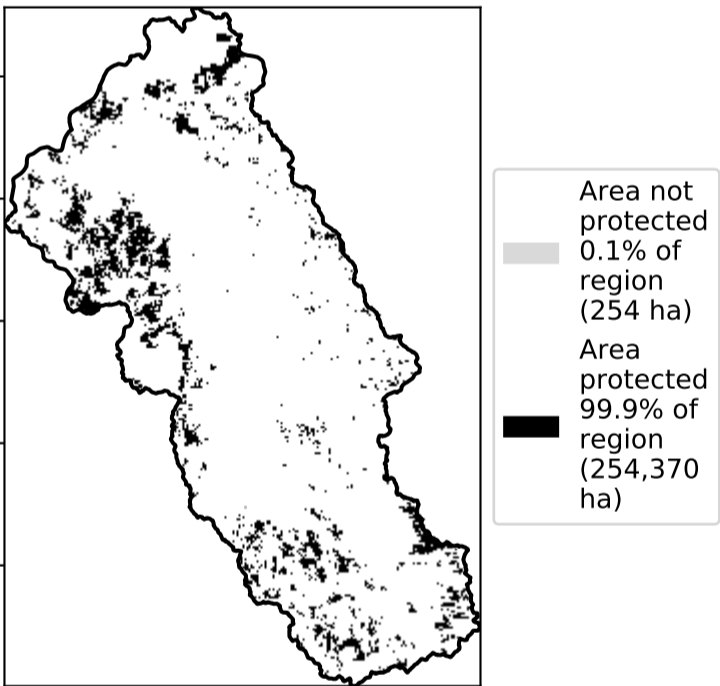 Area not
protected
0.1% of
region
(254 ha)
Area
protected
99.9% of
region
(254,370
ha)